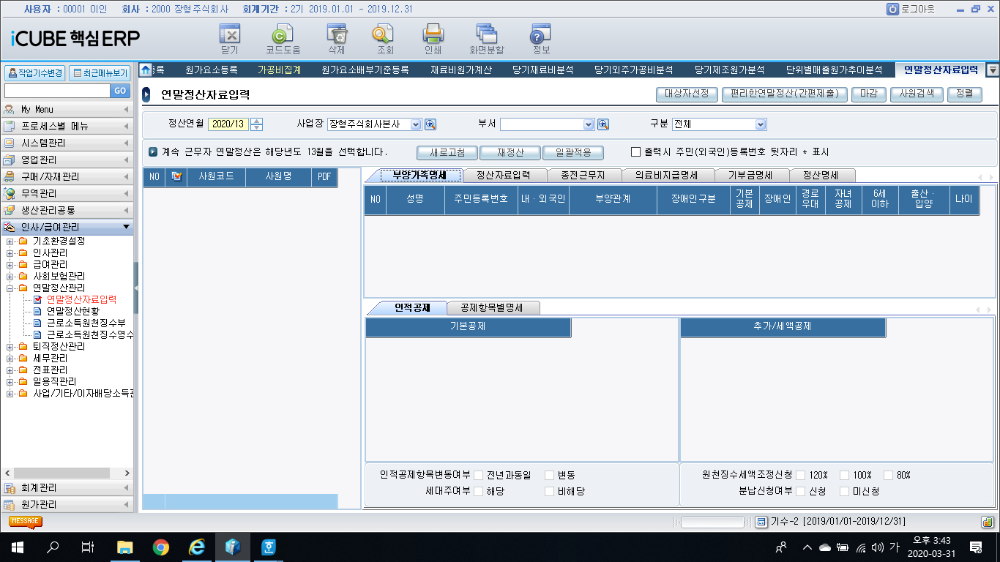 사용자 : 00001 이민 회사 : 2000 장형주식회사 회계기간 : 2기 2019.01.01 ~ 2019.12.31 로그아웃
iCUBE 핵심ERP
닫기 코드도움 삭제 조회 인쇄 화면분할 정보
작업기수변경 최근메뉴보기
등록 원가요소등록 가공비집계 원가요소배부기준등록 재료비원가계산 당기재료비분석 당기외주가공비분석 당기제조원가분석 단위별매출원가추이분석 연말정산자료입력
GO
연말정산자료입력 대상자선정 편리한연말정산(간편제출) 마감 사원검색 정렬
My Menu
프로세스별 메뉴
시스템관리
영업관리
구매/자재관리
무역관리
생산관리공통
인사/급여관리
기초환경설정
인사관리
급여관리
사회보험관리
연말정산관리
연말정산자료입력
연말정산현황
근로소득원천징수부
근로소득원천징수영수
퇴직정산관리
세무관리
전표관리
일용직관리
사업/기타/이자배당소득관
회계관리
원가관리
정산연월 2020/13 사업장 장형주식회사본사 부서 구분 전체
계속 근무자 연말정산은 해당년도 13월을 선택합니다. 새로고침 재정산 일괄적용 출력시 주민(외국인)등록번호 뒷자리 * 표시
NO 사원코드 사원명 PDF
부양가족명세 정산자료입력 종전근무지 의료비지급명세 기부금명세 정산명세
NO 성명 주민등록번호 내·외국인 부양관계 장애인구분 기본공제 장애인 경로우대 자녀공제 6세이하 출산·입양 나이
인적공제 공제항목별명세
기본공제 추가/세액공제
인적공제항목변동여부 전년과동일 변동 원천징수세액조정신청 120% 100% 80%
세대주여부 해당 비해당 분납신청여부 신청 미신청
MESSAGE 기수-2 [2019/01/01-2019/12/31]
가 오후 3:43
2020-03-31